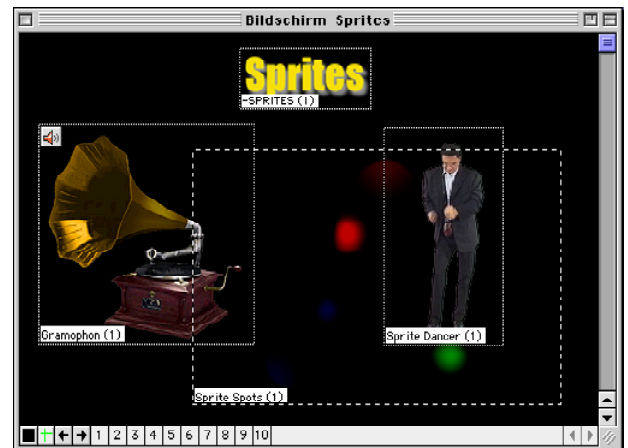 Bildschirm Sprites
Sprites
-SPRITES (1)
Gramophon (1)
Sprite Dancer (1)
Sprite Spots (1)
1 2 3 4 5 6 7 8 9 10